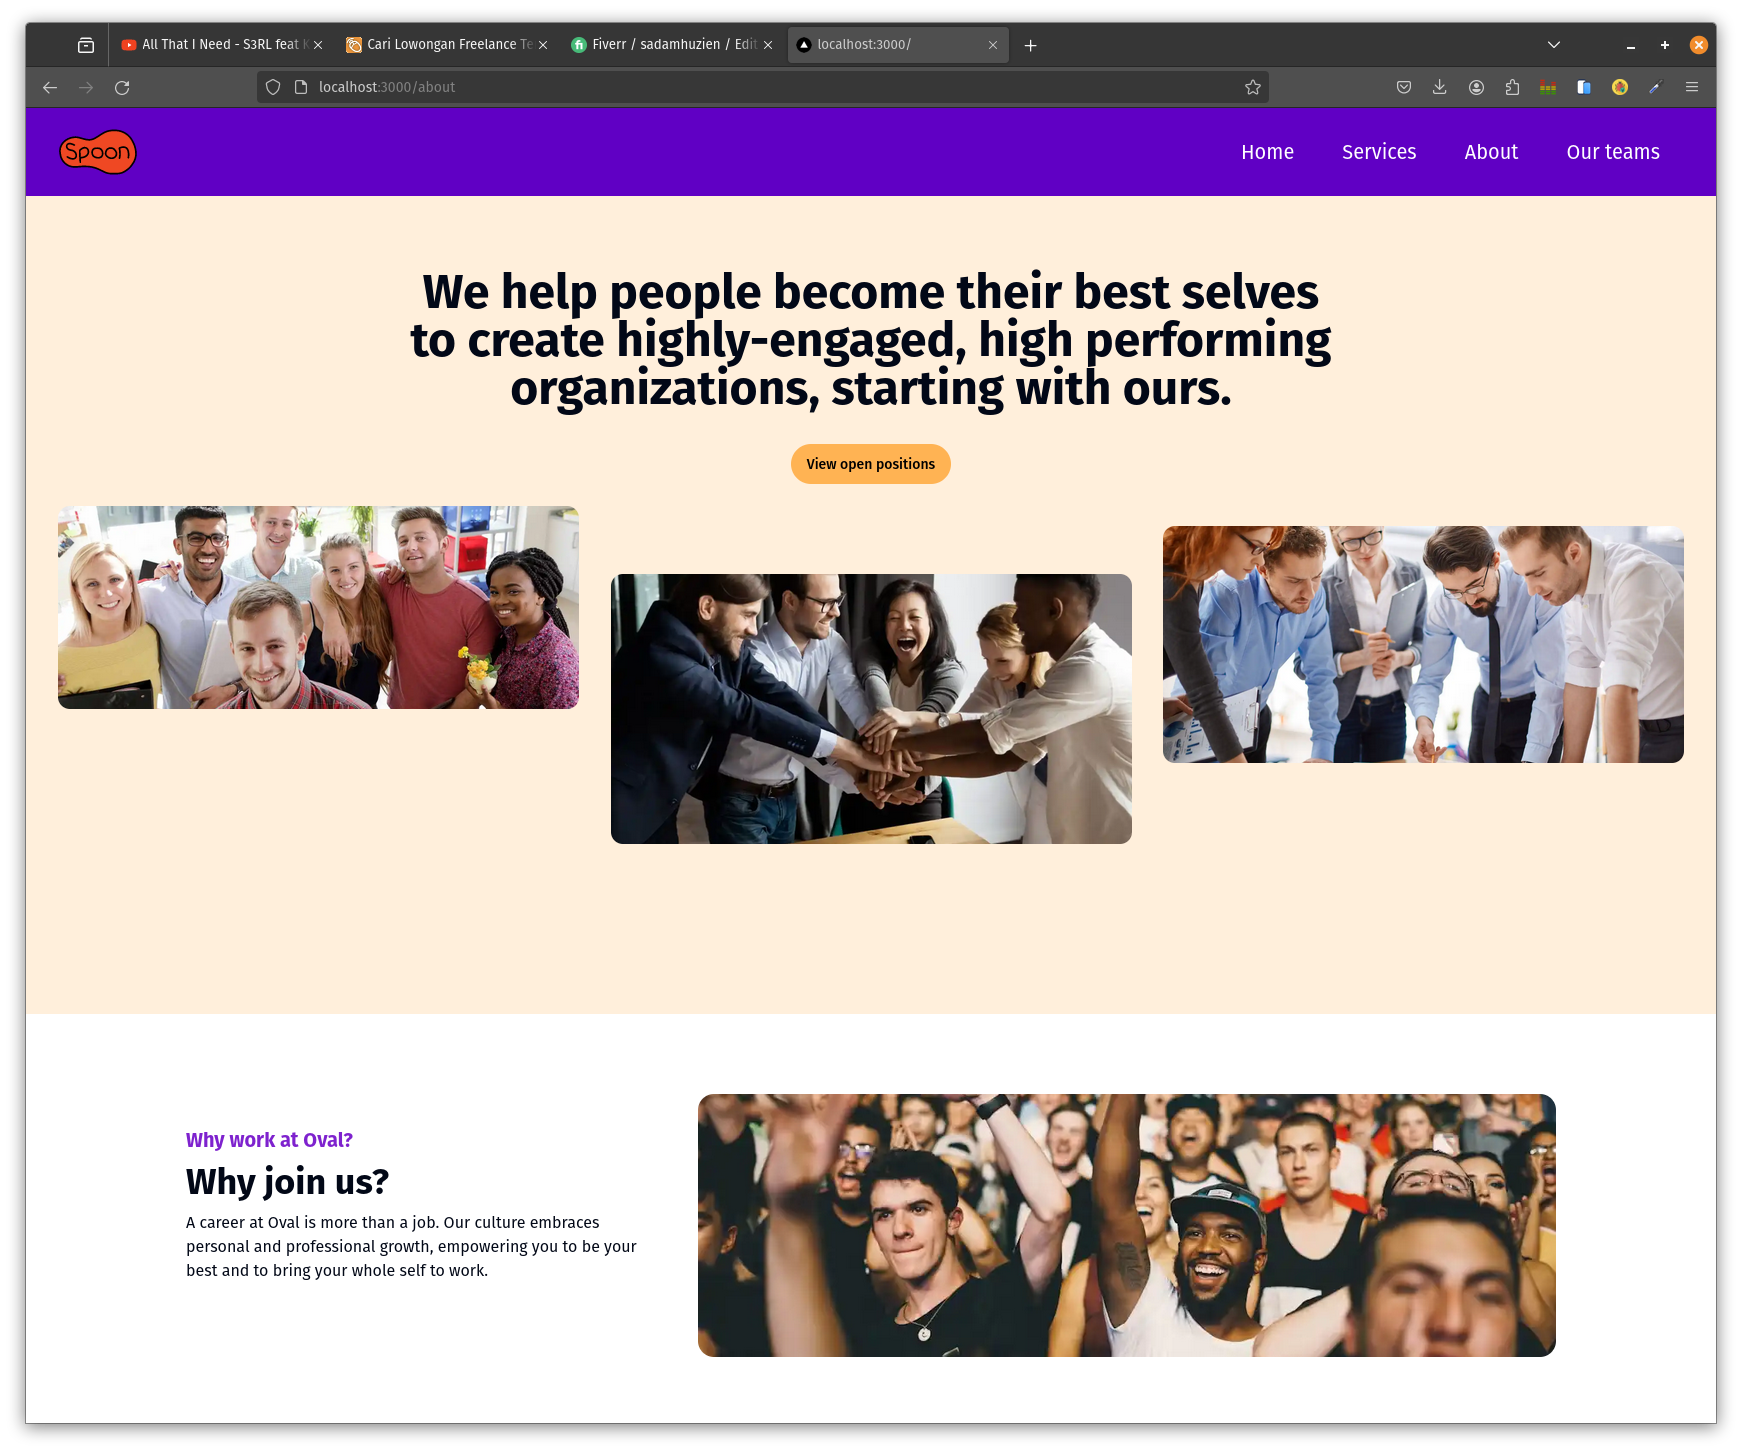 All That I Need - S3RL feat K
Cari Lowongan Freelance Te
Fiverr / sadamhuzien / Edit
localhost:3000/
localhost:3000/about
Spoon
Home
Services
About
Our teams
We help people become their best selves
to create highly-engaged, high performing
organizations, starting with ours.
View open positions
Why work at Oval?
Why join us?
A career at Oval is more than a job. Our culture embraces
personal and professional growth, empowering you to be your
best and to bring your whole self to work.